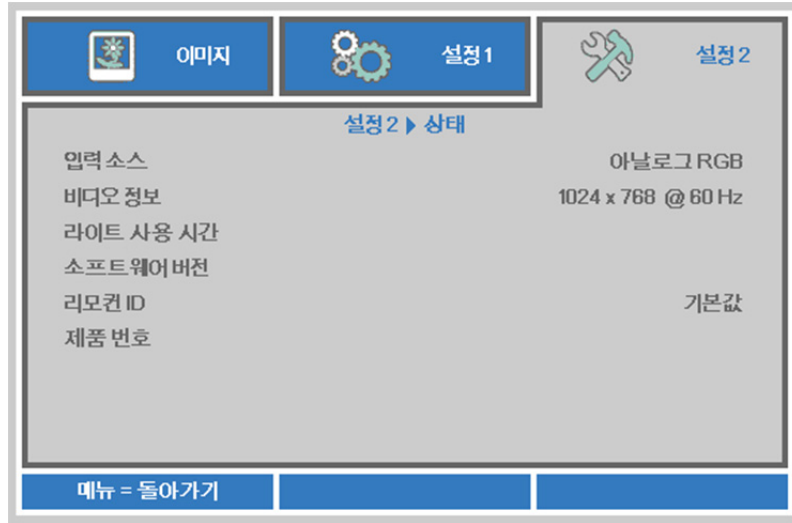 이미지
설정 1
설정 2
설정 2 ▶ 상태
입력 소스 아날로그 RGB
비디오 정보 1024 x 768 @ 60 Hz
라이트 사용 시간
소프트웨어 버전
리모컨 ID 기본값
제품 번호
메뉴 = 돌아가기